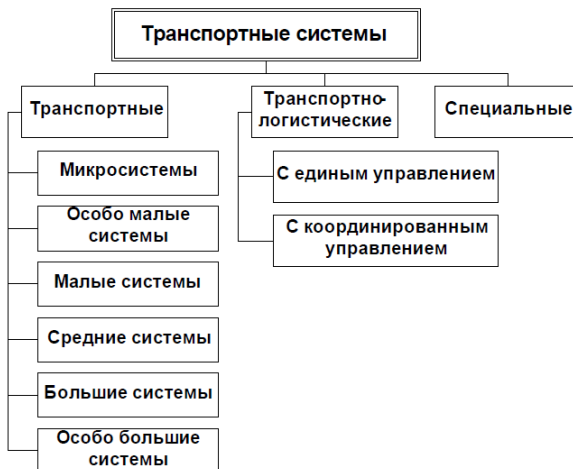 Транспортные системы
Транспортные
Транспортно-
логистические
Специальные
Микросистемы
Особо малые
системы
Малые системы
Средние системы
Большие системы
Особо большие
системы
С единым управлением
С координированным
управлением